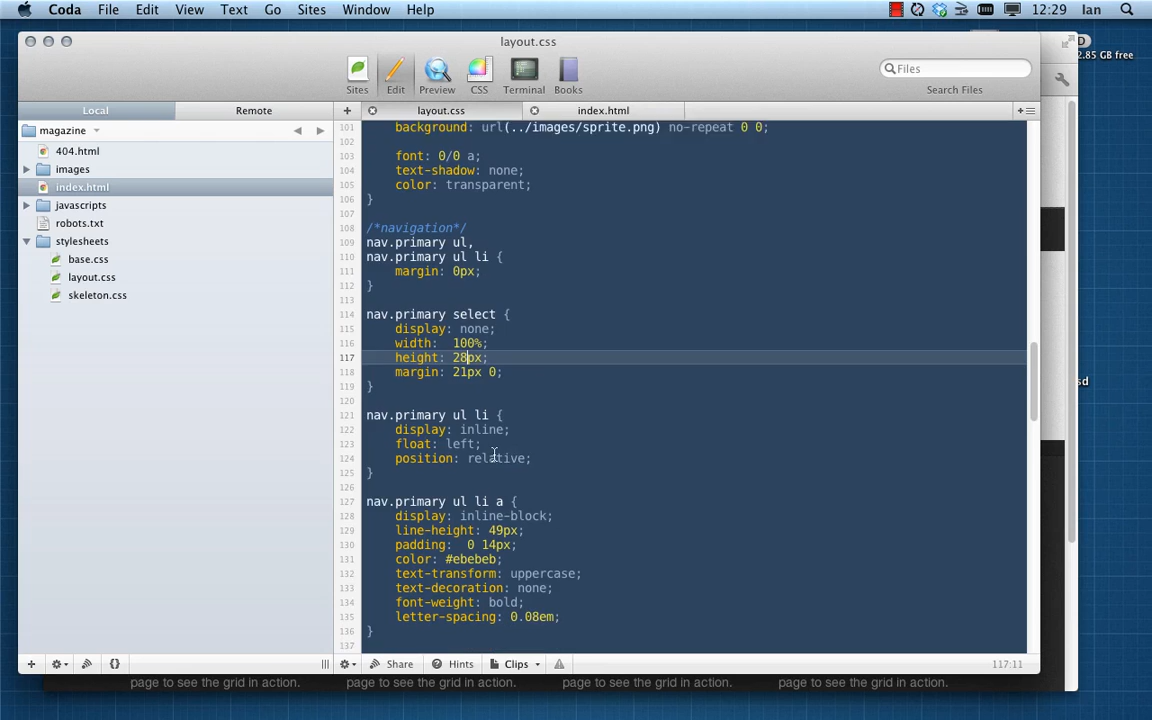 Coda File Edit View Text Go Sites Window Help 12:29 Ian
layout.css
D
2.85 GB free
Sites Edit Preview CSS Terminal Books
Files
Search Files
Local Remote
layout.css index.html
magazine
404.html
images
index.html
javascripts
robots.txt
stylesheets
base.css
layout.css
skeleton.css
101 background: url(../images/sprite.png) no-repeat 0 0;
102
103 font: 0/0 a;
104 text-shadow: none;
105 color: transparent;
106 }
107
108 /*navigation*/
109 nav.primary ul,
110 nav.primary ul li {
111 margin: 0px;
112 }
113
114 nav.primary select {
115 display: none;
116 width:  100%;
117 height: 28px;
118 margin: 21px 0;
119 }
120
121 nav.primary ul li {
122 display: inline;
123 float: left;
124 position: relative;
125 }
126
127 nav.primary ul li a {
128 display: inline-block;
129 line-height: 49px;
130 padding:  0 14px;
131 color: #ebebeb;
132 text-transform: uppercase;
133 text-decoration: none;
134 font-weight: bold;
135 letter-spacing: 0.08em;
136 }
137
sd
Share Hints Clips 117:11
page to see the grid in action. page to see the grid in action. page to see the grid in action. page to see the grid in action.